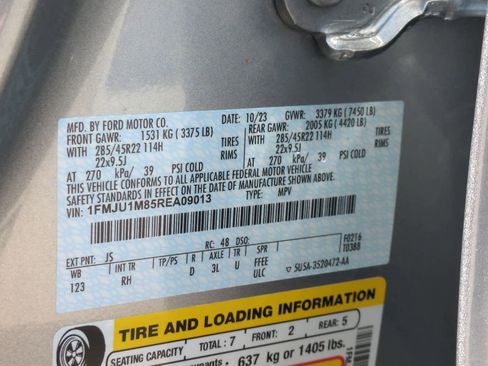 MFD. BY FORD MOTOR CO.
DATE: 10/23 GVWR: 3379 KG ( 7450 LB)
FRONT GAWR: 1531 KG ( 3375 LB) REAR GAWR: 2005 KG ( 4420 LB)
WITH 285/45R22 114H TIRES WITH 285/45R22 114H TIRES
22x9.5J RIMS 22x9.5J RIMS
AT 270 kPa/ 39 PSI COLD AT 270 kPa/ 39 PSI COLD
THIS VEHICLE CONFORMS TO ALL APPLICABLE FEDERAL MOTOR VEHICLE
SAFETY STANDARDS IN EFFECT ON THE DATE OF MANUFACTURE SHOWN ABOVE.
VIN: 1FMJU1M85REA09013 TYPE: MPV
F0216
T0388
EXT PNT: JS RC: 48 DSO:
WB INT TR TP/PS R AXLE TR SPR
123 RH D 3L U FFEE
ULC 5U5A-3520472-AA
TIRE AND LOADING INFORMATION
SEATING CAPACITY TOTAL: 7 FRONT: 2 REAR: 5
637 kg or 1405 lbs.